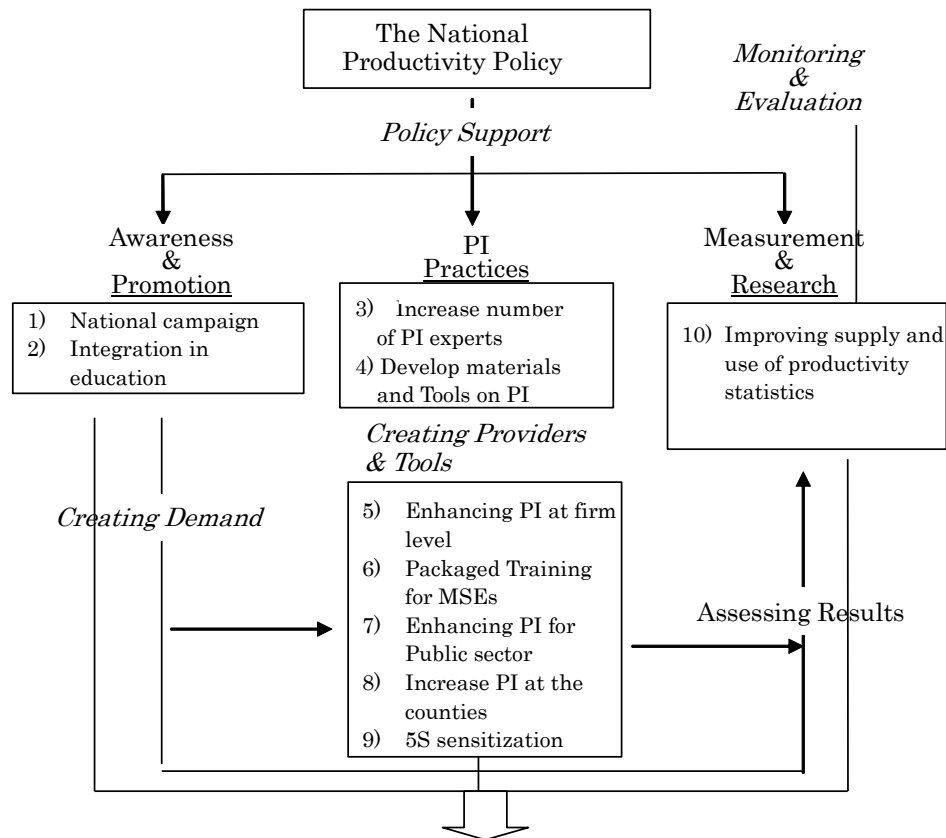 The National
Productivity Policy
Monitoring
&
Evaluation
Policy Support
Awareness
&
Promotion
PI
Practices
Measurement
&
Research
1) National campaign
2) Integration in
education
3) Increase number
of PI experts
4) Develop materials
and Tools on PI
10) Improving supply and
use of productivity
statistics
Creating Providers
& Tools
Creating Demand
5) Enhancing PI at firm
level
6) Packaged Training
for MSEs
7) Enhancing PI for
Public sector
8) Increase PI at the
counties
9) 5S sensitization
Assessing Results